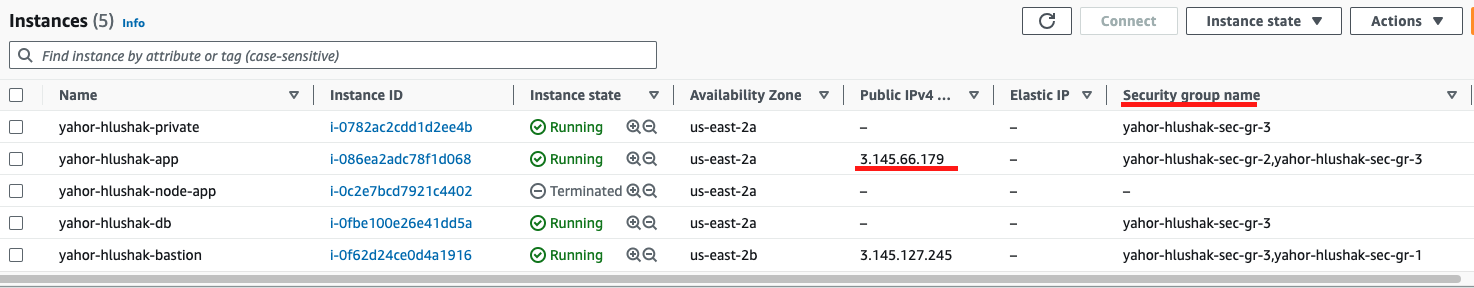 Instances (5) Info
Connect Instance state Actions
Find instance by attribute or tag (case-sensitive)
Name Instance ID Instance state Availability Zone Public IPv4 ... Elastic IP Security group name
yahor-hlushak-private i-0782ac2cdd1d2ee4b Running us-east-2a – – yahor-hlushak-sec-gr-3
yahor-hlushak-app i-086ea2adc78f1d068 Running us-east-2a 3.145.66.179 – yahor-hlushak-sec-gr-2,yahor-hlushak-sec-gr-3
yahor-hlushak-node-app i-0c2e7bcd7921c4402 Terminated us-east-2a – – –
yahor-hlushak-db i-0fbe100e26e41dd5a Running us-east-2a – – yahor-hlushak-sec-gr-3
yahor-hlushak-bastion i-0f62d24ce0d4a1916 Running us-east-2b 3.145.127.245 – yahor-hlushak-sec-gr-3,yahor-hlushak-sec-gr-1